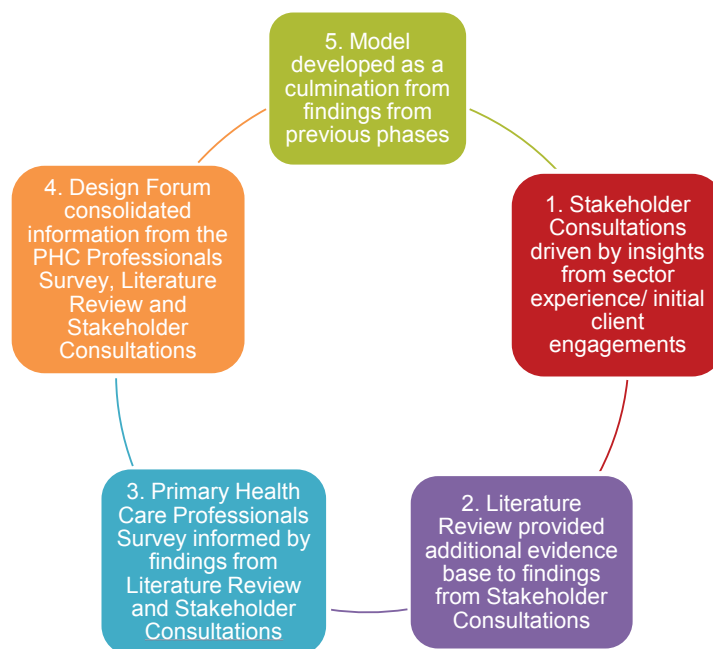 5. Model
developed as a
culmination from
findings from
previous phases
1. Stakeholder
Consultations
driven by insights
from sector
experience/ initial
client
engagements
2. Literature
Review provided
additional evidence
base to findings
from Stakeholder
Consultations
3. Primary Health
Care Professionals
Survey informed by
findings from
Literature Review
and Stakeholder
Consultations
4. Design Forum
consolidated
information from the
PHC Professionals
Survey, Literature
Review and
Stakeholder
Consultations